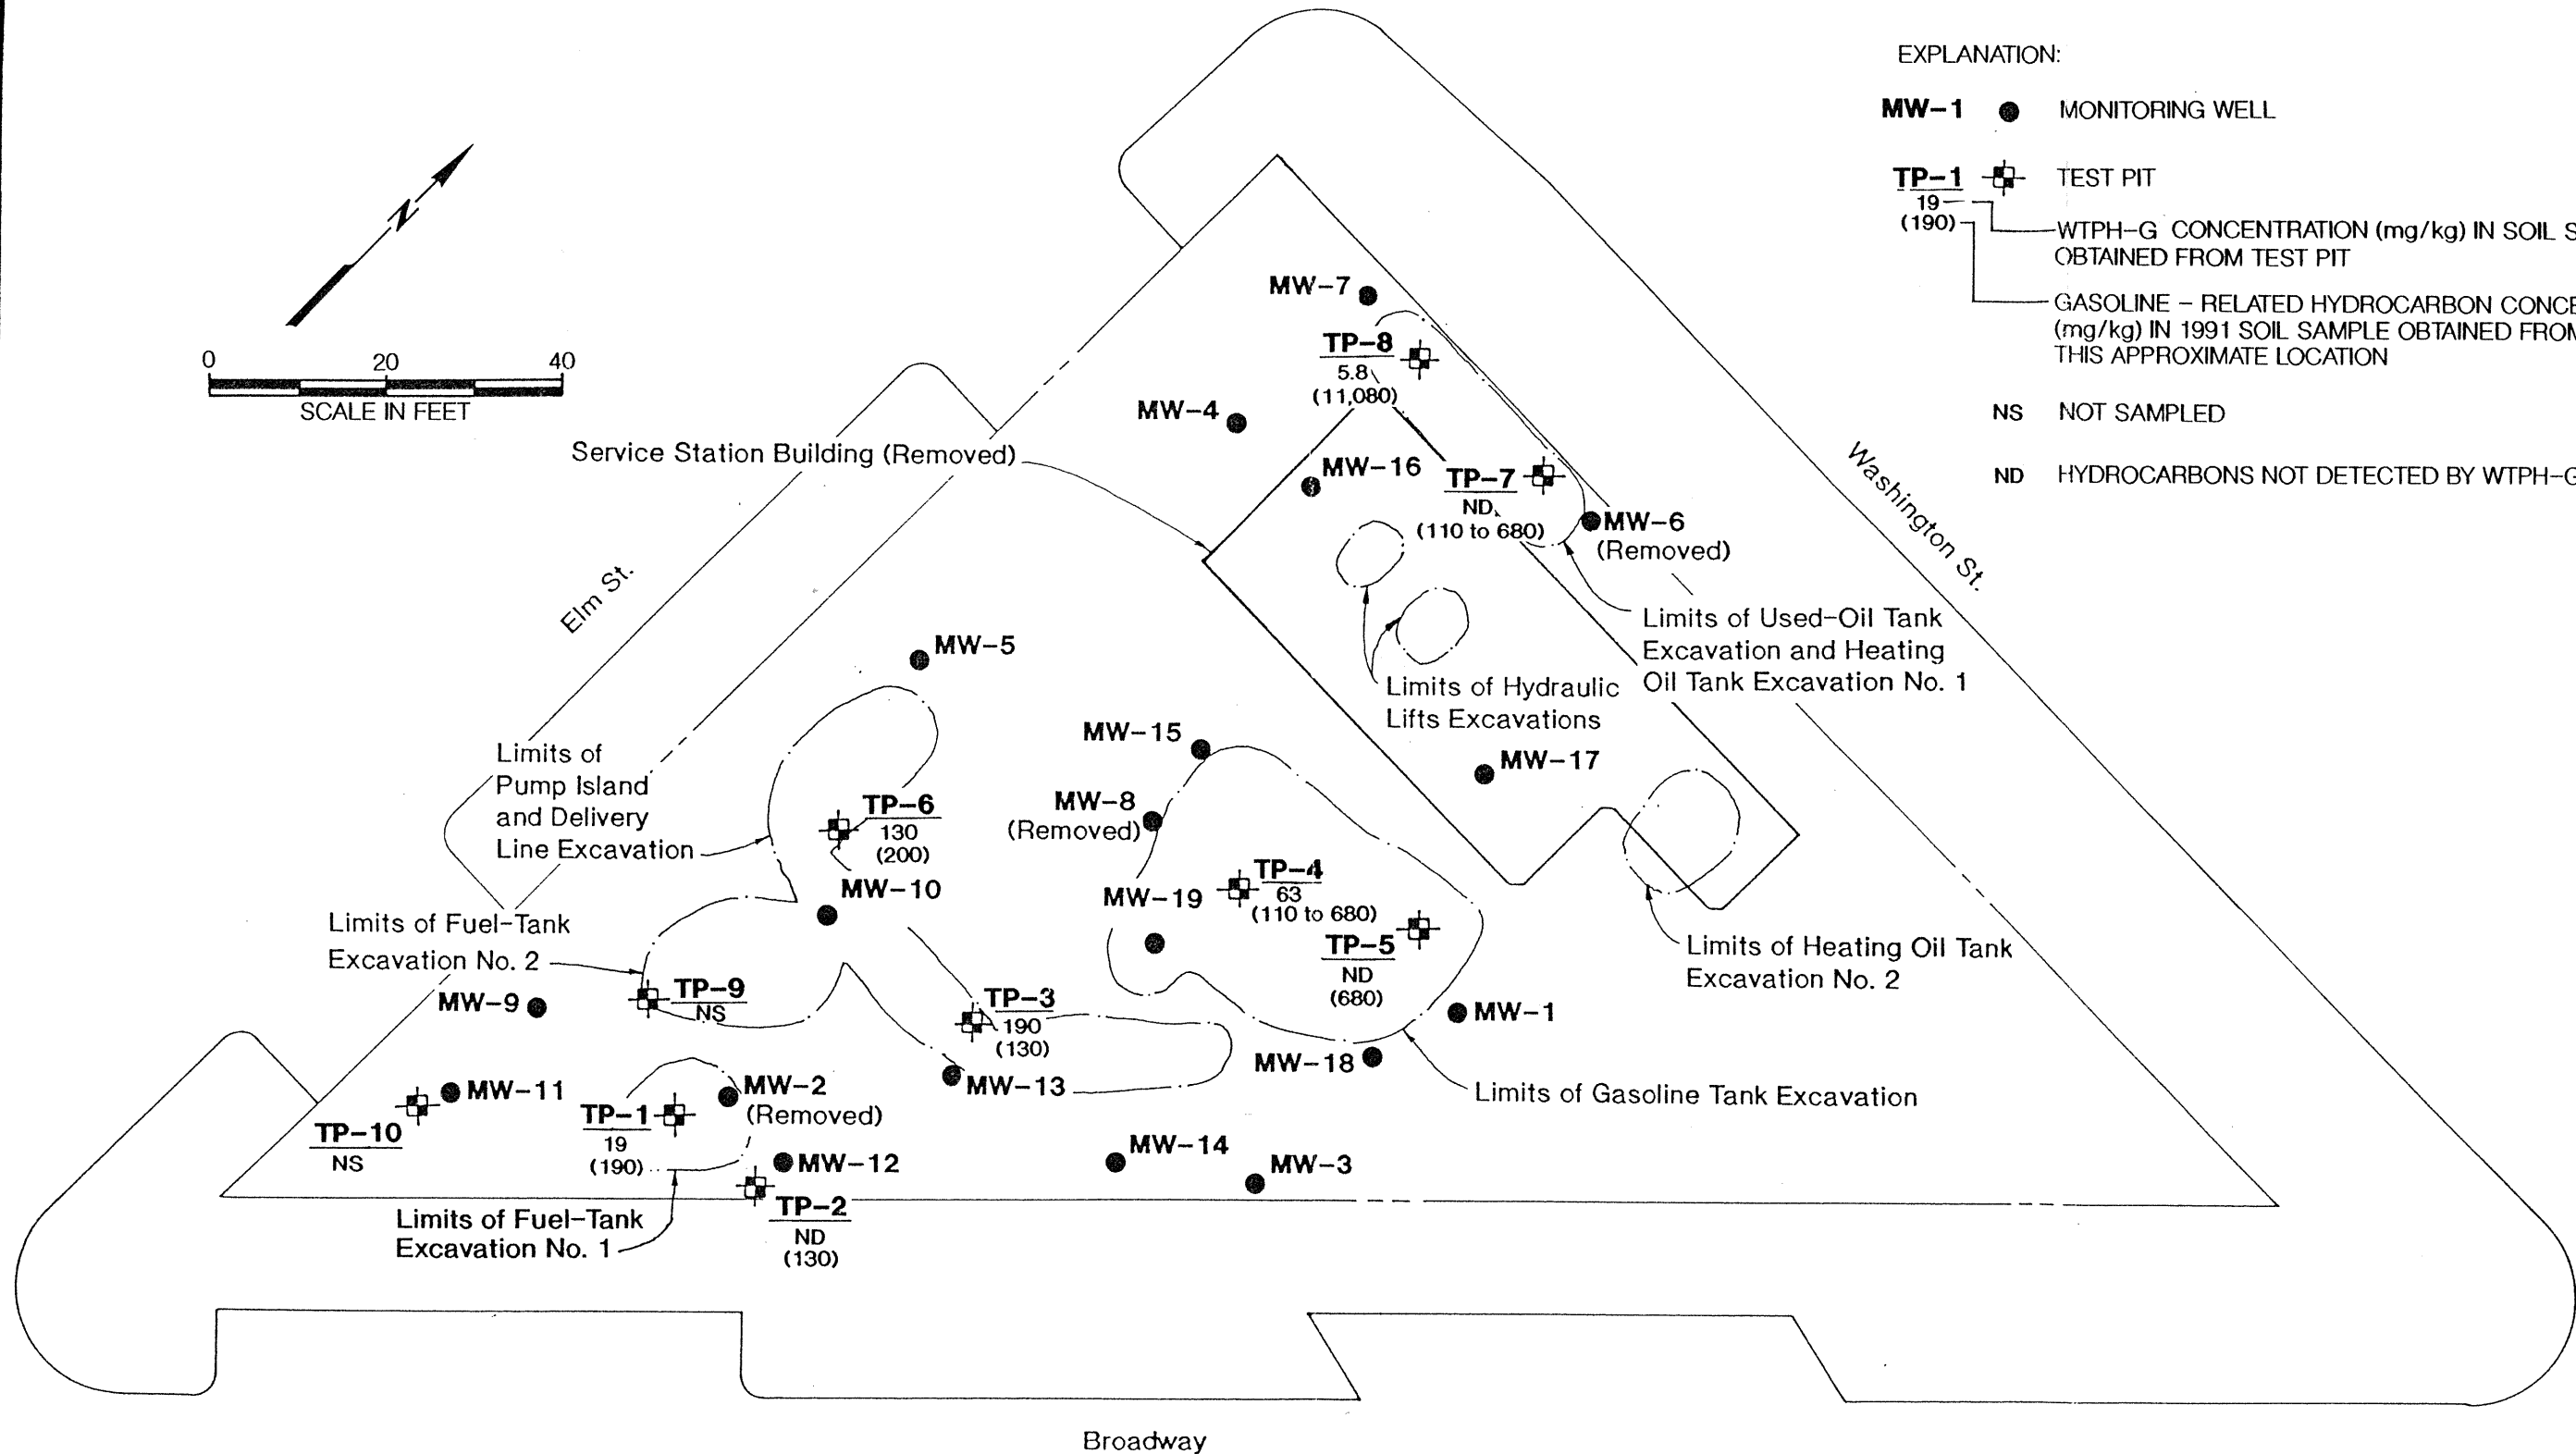 EXPLANATION:
MW-1 MONITORING WELL
TP-1 TEST PIT
19
(190)
WTPH-G CONCENTRATION (mg/kg) IN SOIL S
OBTAINED FROM TEST PIT
GASOLINE - RELATED HYDROCARBON CONCE
(mg/kg) IN 1991 SOIL SAMPLE OBTAINED FROM
THIS APPROXIMATE LOCATION
NS NOT SAMPLED
ND HYDROCARBONS NOT DETECTED BY WTPH-G
N
0 20 40
SCALE IN FEET
MW-7
TP-8
5.8
(11,080)
MW-4
Service Station Building (Removed)
MW-16
TP-7
ND
(110 to 680)
MW-6
(Removed)
Washington St.
Elm St.
Limits of Used-Oil Tank
Excavation and Heating
Oil Tank Excavation No. 1
Limits of Hydraulic
Lifts Excavations
MW-5
MW-15
MW-17
Limits of
Pump Island
and Delivery
Line Excavation
TP-6
130
(200)
MW-8
(Removed)
MW-10
MW-19
TP-4
63
(110 to 680)
TP-5
ND
(680)
Limits of Heating Oil Tank
Excavation No. 2
Limits of Fuel-Tank
Excavation No. 2
MW-9
TP-9
NS
TP-3
190
(130)
MW-1
MW-18
MW-13
Limits of Gasoline Tank Excavation
MW-11
TP-10
NS
TP-1
19
(190)
MW-2
(Removed)
MW-12
MW-14
MW-3
TP-2
ND
(130)
Limits of Fuel-Tank
Excavation No. 1
Broadway